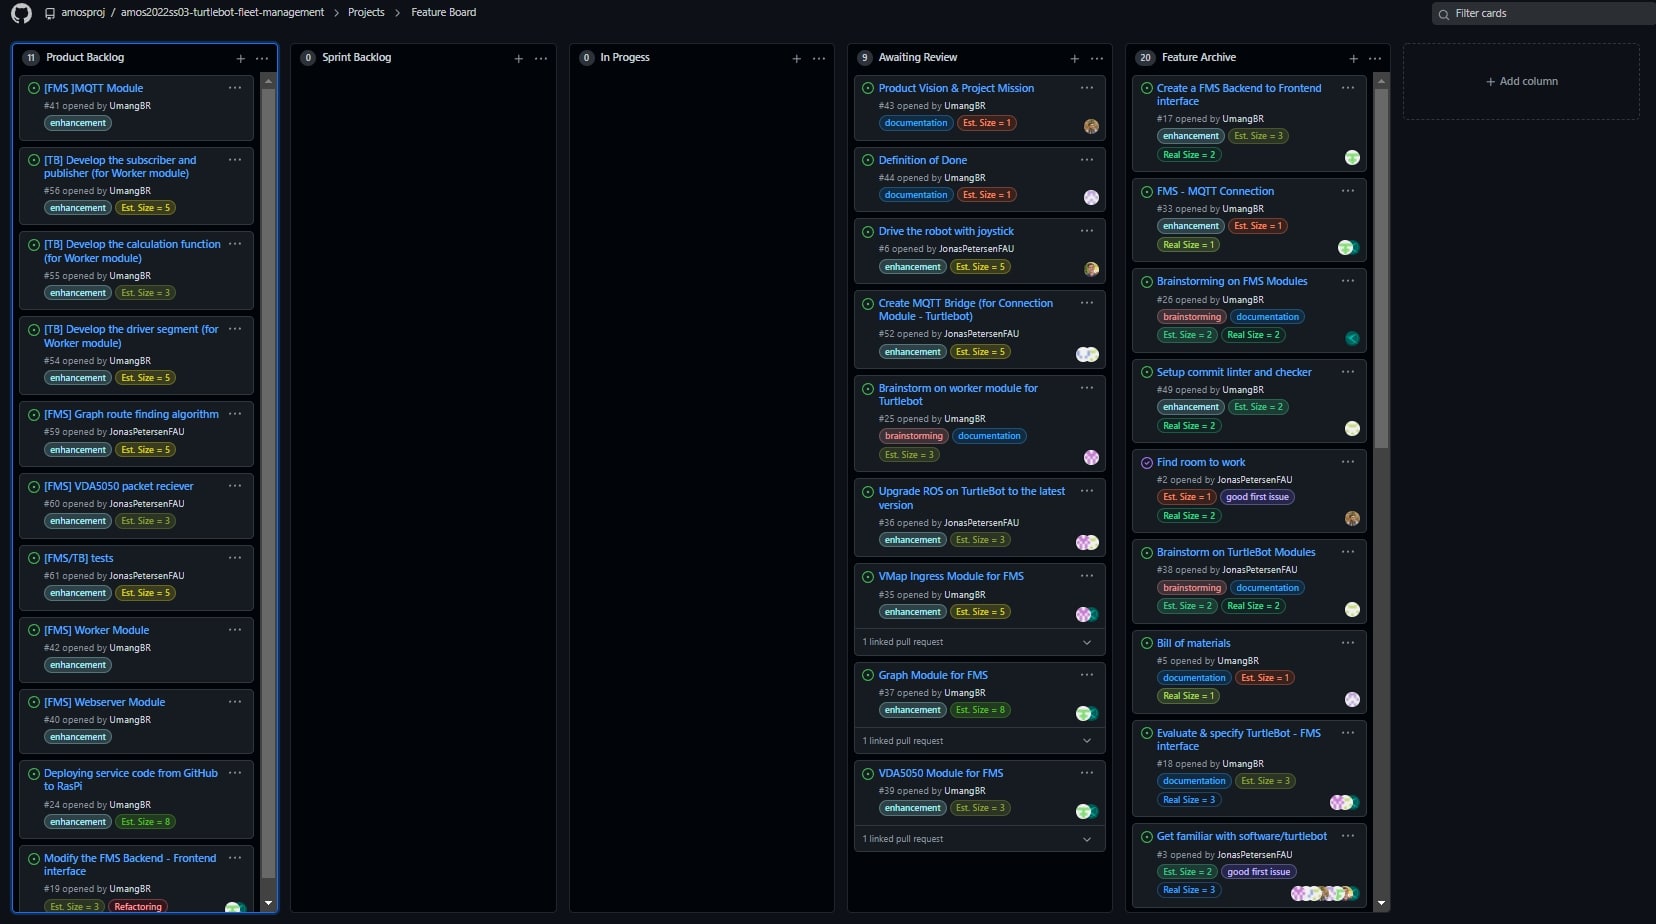 amosproj / amos2022ss03-turtlebot-fleet-management > Projects > Feature Board
Filter cards
11 Product Backlog
[FMS ]MQTT Module
#41 opened by UmangBR
enhancement
[TB] Develop the subscriber and
publisher (for Worker module)
#56 opened by UmangBR
enhancement Est. Size = 5
[TB] Develop the calculation function
(for Worker module)
#55 opened by UmangBR
enhancement Est. Size = 3
[TB] Develop the driver segment (for
Worker module)
#54 opened by UmangBR
enhancement Est. Size = 5
[FMS] Graph route finding algorithm
#59 opened by JonasPetersenFAU
enhancement Est. Size = 5
[FMS] VDA5050 packet reciever
#60 opened by JonasPetersenFAU
enhancement Est. Size = 3
[FMS/TB] tests
#61 opened by JonasPetersenFAU
enhancement Est. Size = 5
[FMS] Worker Module
#42 opened by UmangBR
enhancement
[FMS] Webserver Module
#40 opened by UmangBR
enhancement
Deploying service code from GitHub
to RasPi
#24 opened by UmangBR
enhancement Est. Size = 8
Modify the FMS Backend - Frontend
interface
#19 opened by UmangBR
Est. Size = 3 Refactoring
0 Sprint Backlog
0 In Progess
9 Awaiting Review
Product Vision & Project Mission
#43 opened by UmangBR
documentation Est. Size = 1
Definition of Done
#44 opened by UmangBR
documentation Est. Size = 1
Drive the robot with joystick
#6 opened by JonasPetersenFAU
enhancement Est. Size = 5
Create MQTT Bridge (for Connection
Module - Turtlebot)
#52 opened by JonasPetersenFAU
enhancement Est. Size = 5
Brainstorm on worker module for
Turtlebot
#25 opened by UmangBR
brainstorming documentation
Est. Size = 3
Upgrade ROS on TurtleBot to the latest
version
#36 opened by JonasPetersenFAU
enhancement Est. Size = 3
VMap Ingress Module for FMS
#35 opened by UmangBR
enhancement Est. Size = 5
1 linked pull request
Graph Module for FMS
#37 opened by UmangBR
enhancement Est. Size = 8
1 linked pull request
VDA5050 Module for FMS
#39 opened by UmangBR
enhancement Est. Size = 3
1 linked pull request
20 Feature Archive
Create a FMS Backend to Frontend
interface
#17 opened by UmangBR
enhancement Est. Size = 3
Real Size = 2
FMS - MQTT Connection
#33 opened by UmangBR
enhancement Est. Size = 1
Real Size = 1
Brainstorming on FMS Modules
#26 opened by UmangBR
brainstorming documentation
Est. Size = 2 Real Size = 2
Setup commit linter and checker
#49 opened by UmangBR
enhancement Est. Size = 2
Real Size = 2
Find room to work
#2 opened by JonasPetersenFAU
Est. Size = 1 good first issue
Real Size = 2
Brainstorm on TurtleBot Modules
#38 opened by JonasPetersenFAU
brainstorming documentation
Est. Size = 2 Real Size = 2
Bill of materials
#5 opened by UmangBR
documentation Est. Size = 1
Real Size = 1
Evaluate & specify TurtleBot - FMS
interface
#18 opened by UmangBR
documentation Est. Size = 3
Real Size = 3
Get familiar with software/turtlebot
#3 opened by JonasPetersenFAU
Est. Size = 2 good first issue
Real Size = 3
+ Add column